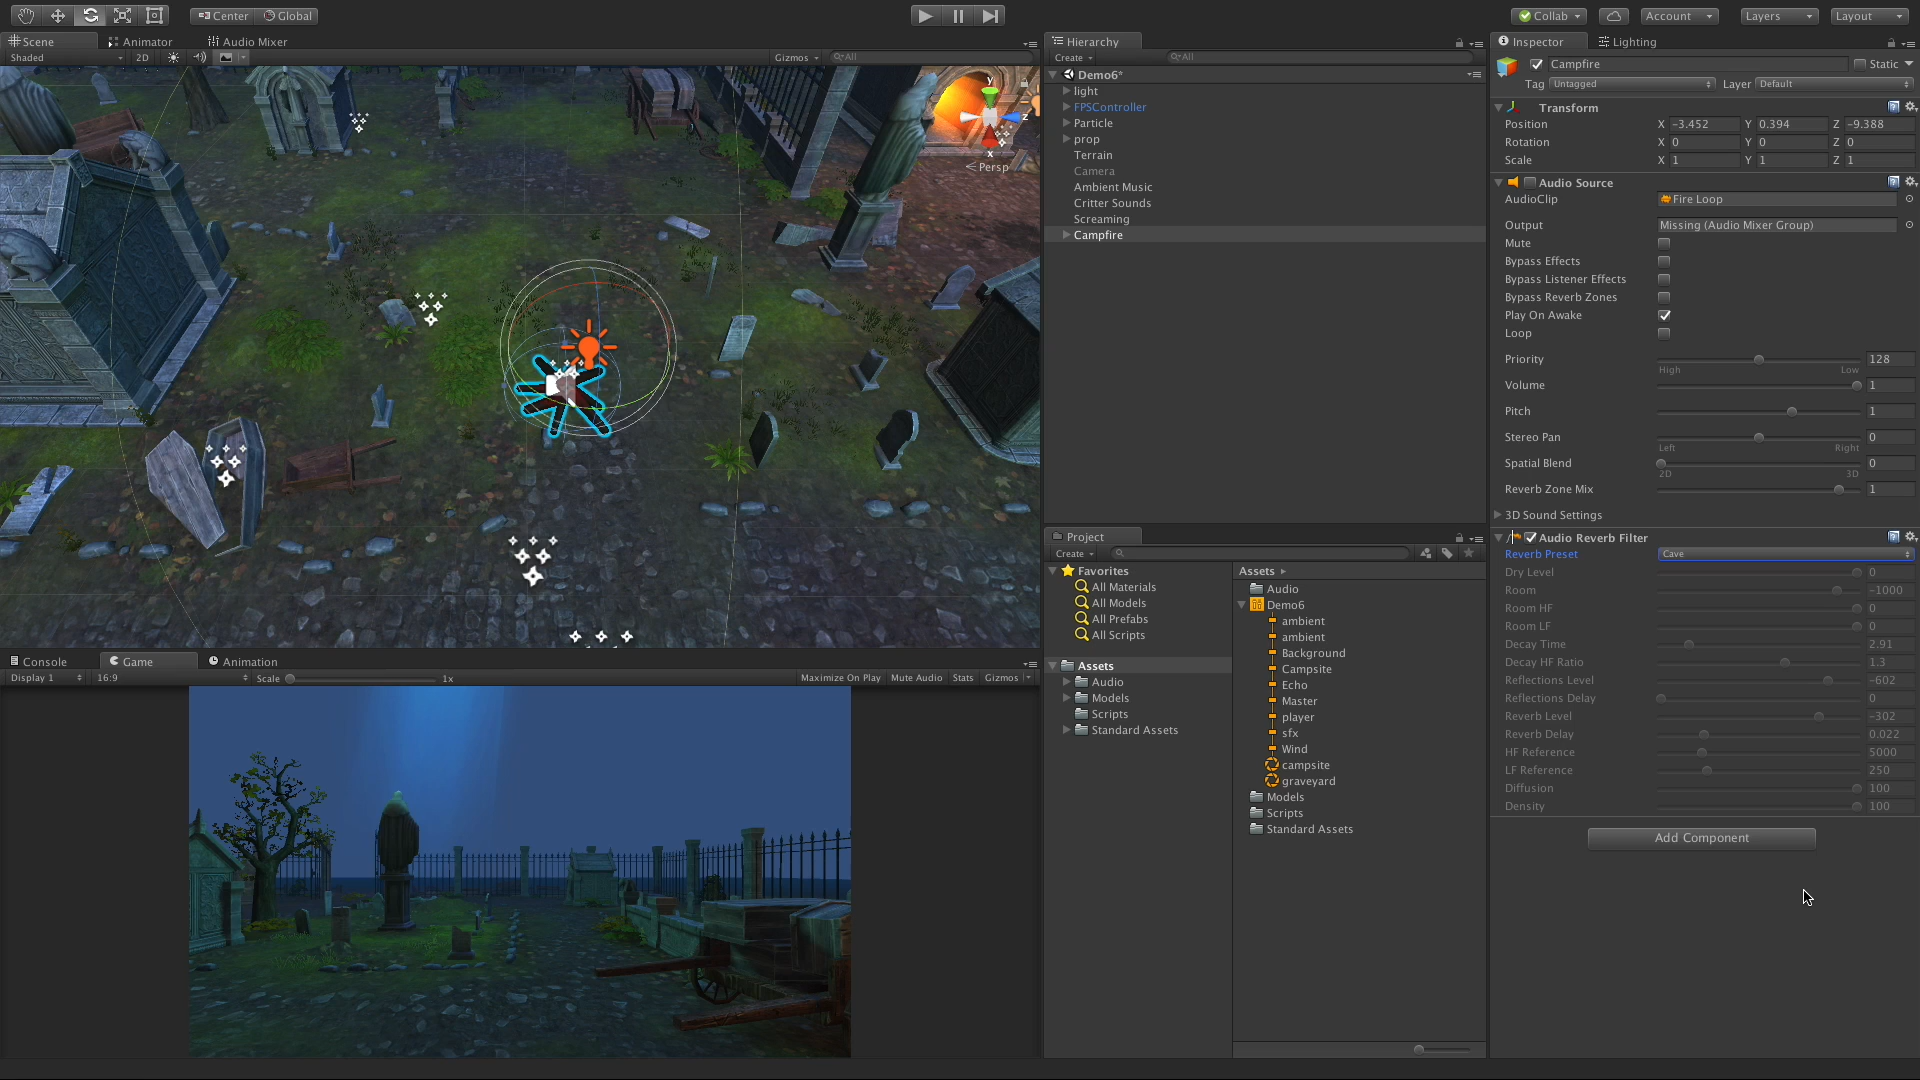 Center Global
Collab Account Layers Layout
Scene Animator Audio Mixer
Shaded 2D Gizmos All
y
z
x
Persp
Console Game Animation
Display 1 16:9 Scale 1x Maximize On Play Mute Audio Stats Gizmos
Hierarchy
Create All
Demo6*
light
FPSController
Particle
prop
Terrain
Camera
Ambient Music
Critter Sounds
Screaming
Campfire
Project
Create
Favorites
All Materials
All Models
All Prefabs
All Scripts
Assets
Audio
Models
Scripts
Standard Assets
Assets
Audio
Demo6
ambient
ambient
Background
Campsite
Echo
Master
player
sfx
Wind
campsite
graveyard
Models
Scripts
Standard Assets
Inspector Lighting
Campfire Static
Tag Untagged Layer Default
Transform
Position X -3.452 Y 0.394 Z -9.388
Rotation X 0 Y 0 Z 0
Scale X 1 Y 1 Z 1
Audio Source
AudioClip Fire Loop
Output Missing (Audio Mixer Group)
Mute
Bypass Effects
Bypass Listener Effects
Bypass Reverb Zones
Play On Awake
Loop
Priority 128
High Low
Volume 1
Pitch 1
Stereo Pan 0
Left Right
Spatial Blend 0
2D 3D
Reverb Zone Mix 1
3D Sound Settings
Audio Reverb Filter
Reverb Preset Cave
Dry Level 0
Room -1000
Room HF 0
Room LF 0
Decay Time 2.91
Decay HF Ratio 1.3
Reflections Level -602
Reflections Delay 0
Reverb Level -302
Reverb Delay 0.022
HF Reference 5000
LF Reference 250
Diffusion 100
Density 100
Add Component